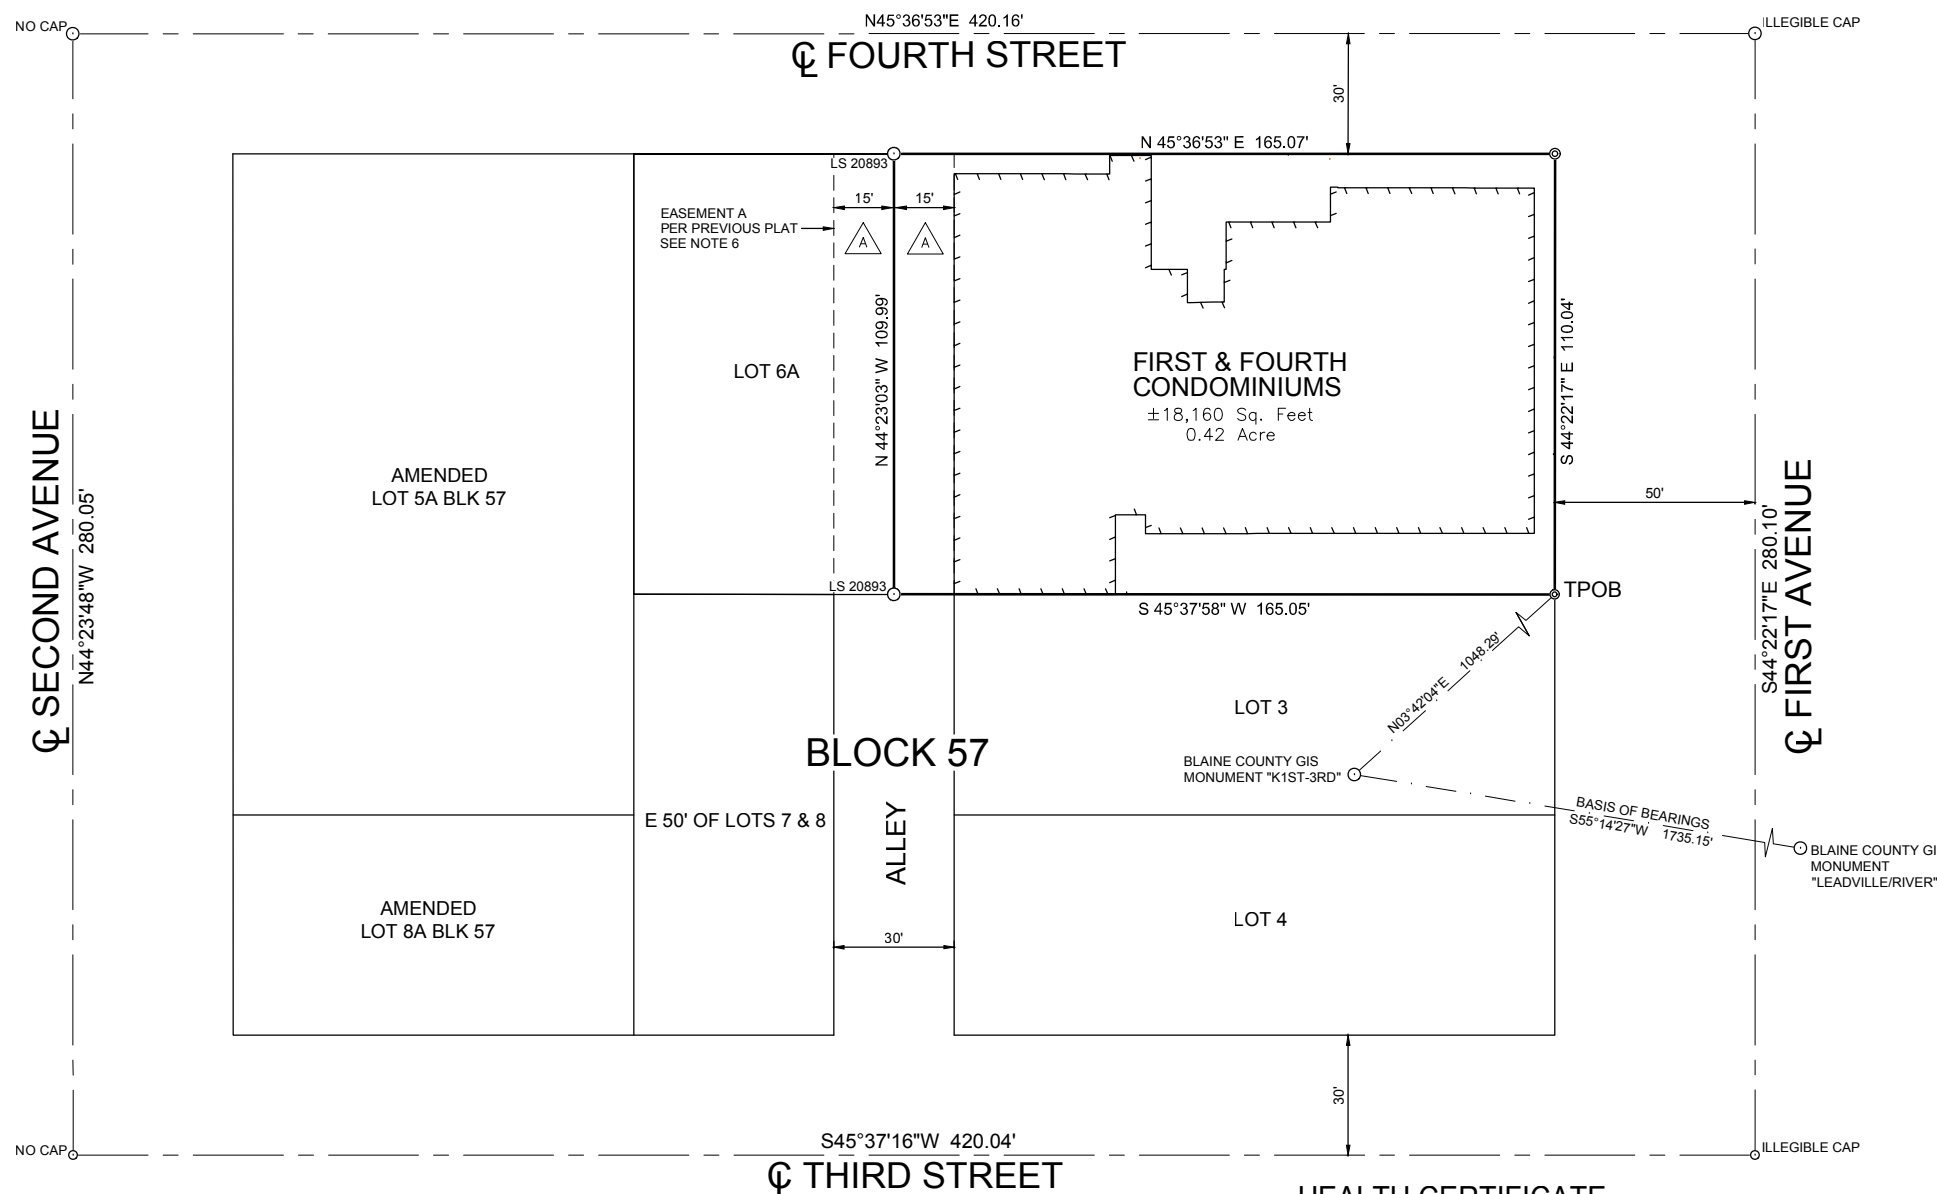 NO CAP
N45°36'53"E 420.16'
ILLEGIBLE CAP
℄ FOURTH STREET
30'
N 45°36'53" E 165.07'
LS 20893
15'
15'
EASEMENT A
PER PREVIOUS PLAT
SEE NOTE 6
A
A
N 44°23'03" W 109.99'
LOT 6A
FIRST & FOURTH
CONDOMINIUMS
±18,160 Sq. Feet
0.42 Acre
S 44°22'17" E 110.04'
℄ SECOND AVENUE
N44°23'48"W 280.05'
AMENDED
LOT 5A BLK 57
50'
S44°22'17"E 280.10'
℄ FIRST AVENUE
LS 20893
TPOB
S 45°37'58" W 165.05'
N03°42'04"E 1048.29'
LOT 3
BLOCK 57
BLAINE COUNTY GIS
MONUMENT "K1ST-3RD"
BASIS OF BEARINGS
S55°14'27"W 1735.15'
E 50' OF LOTS 7 & 8
ALLEY
BLAINE COUNTY GI
MONUMENT
"LEADVILLE/RIVER"
AMENDED
LOT 8A BLK 57
LOT 4
30'
30'
NO CAP
S45°37'16"W 420.04'
ILLEGIBLE CAP
℄ THIRD STREET
HEALTH CERTIFICATE